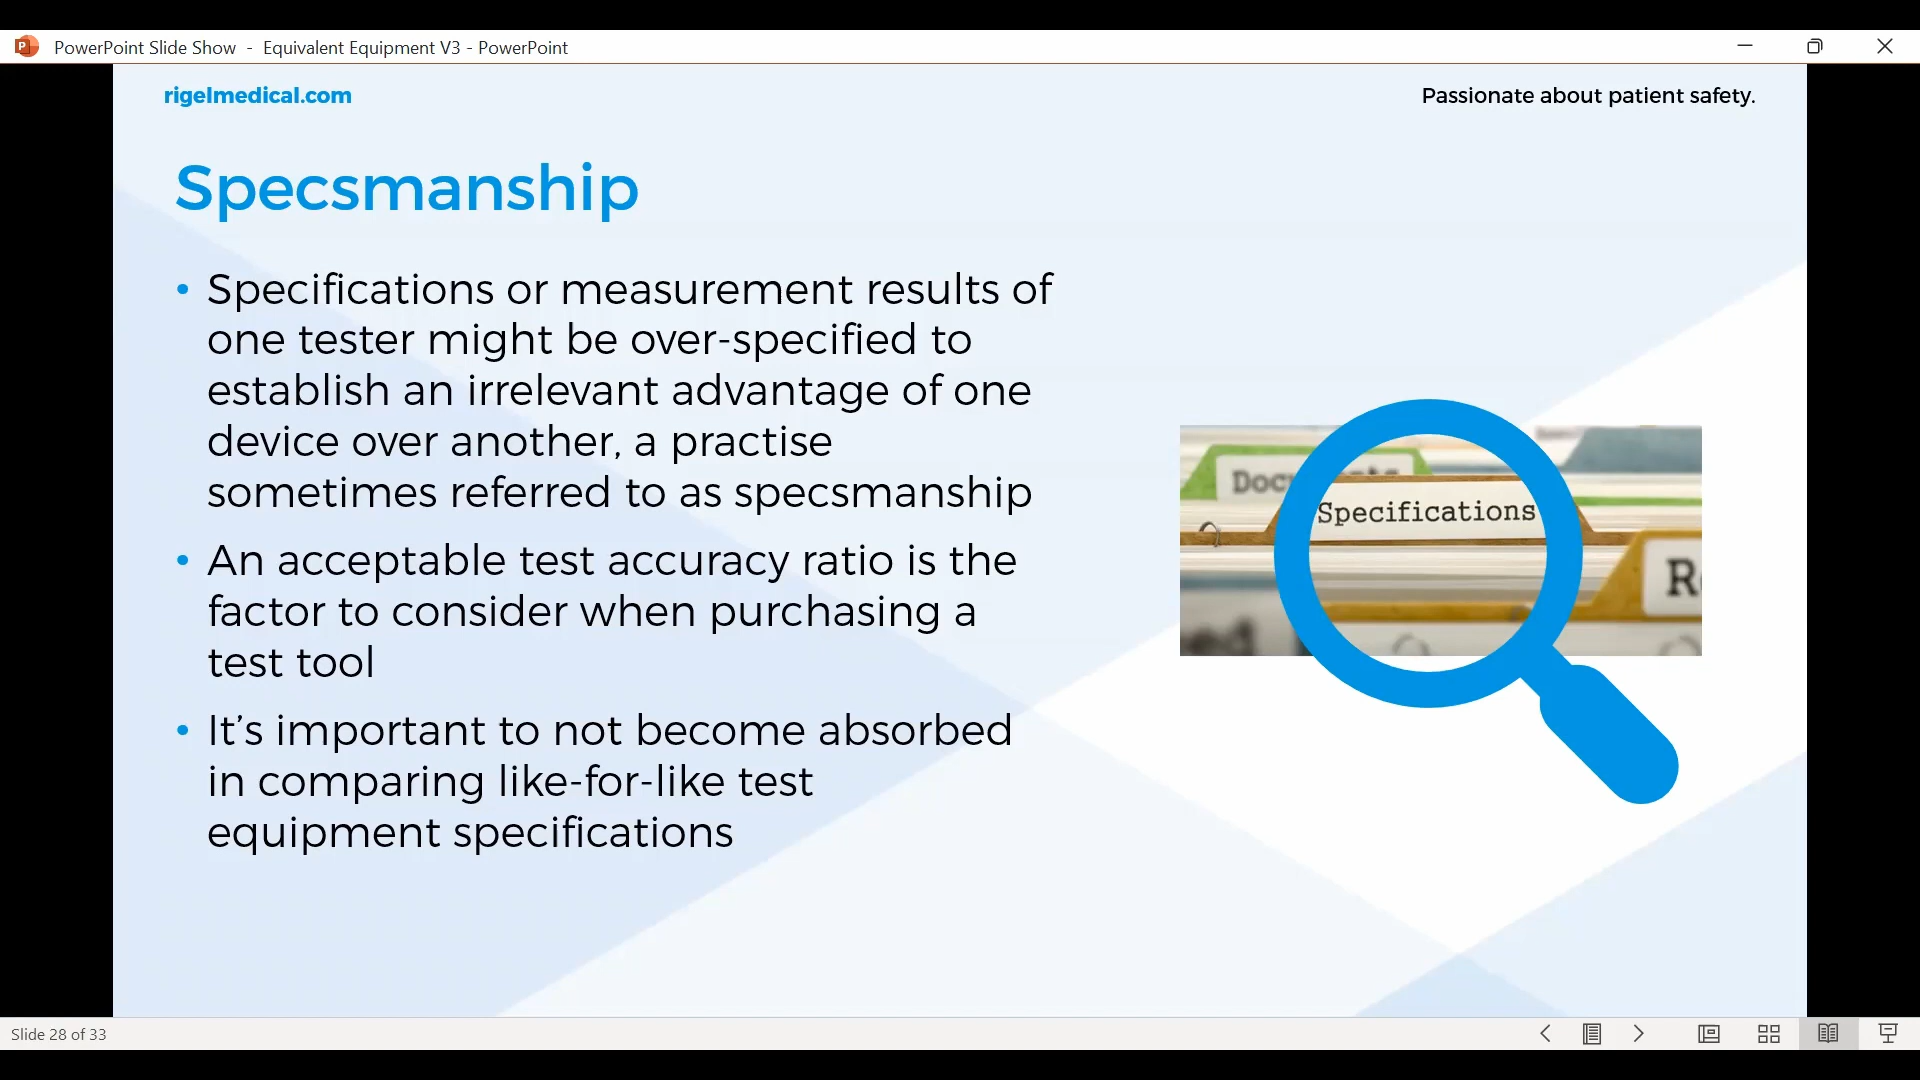 PowerPoint Slide Show - Equivalent Equipment V3 - PowerPoint
rigelmedical.com
Passionate about patient safety.
Specsmanship
• Specifications or measurement results of
one tester might be over-specified to
establish an irrelevant advantage of one
device over another, a practise
sometimes referred to as specsmanship
• An acceptable test accuracy ratio is the
factor to consider when purchasing a
test tool
• It’s important to not become absorbed
in comparing like-for-like test
equipment specifications
Specifications
Slide 28 of 33